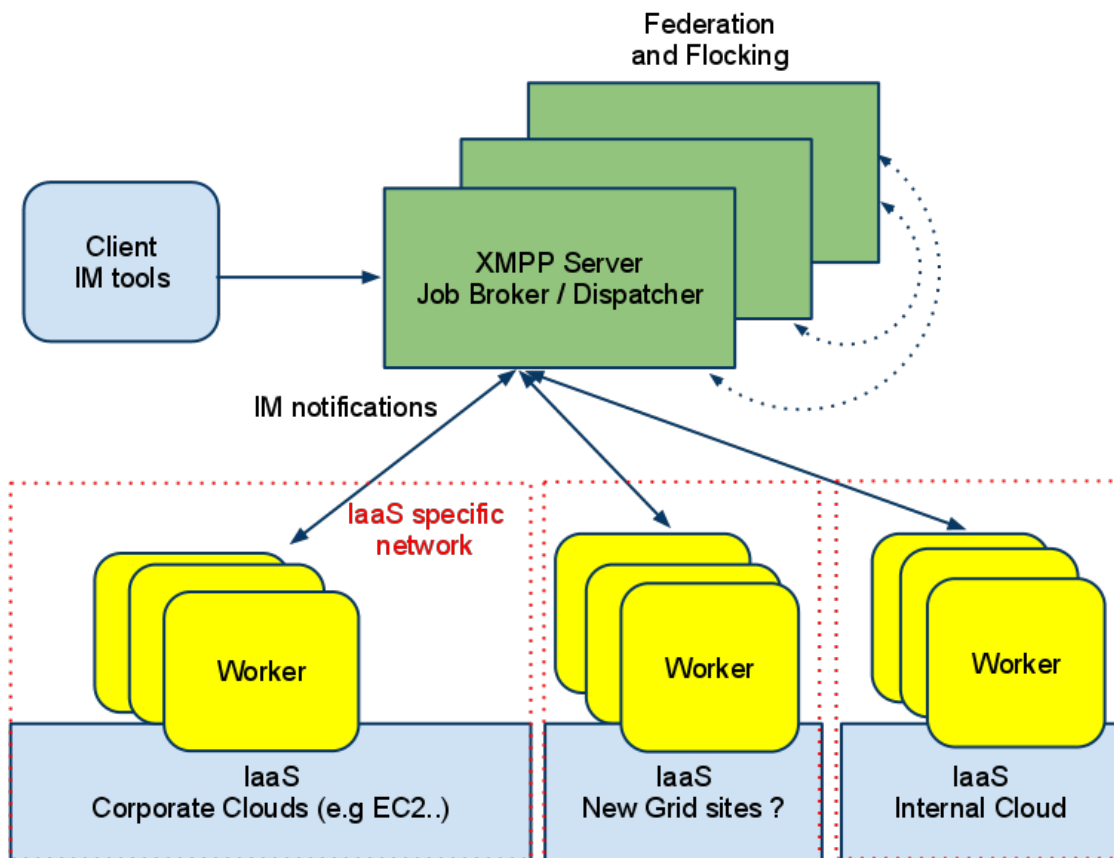 Federation
and Flocking
Client
IM tools
XMPP Server
Job Broker / Dispatcher
IM notifications
IaaS specific
network
Worker
Worker
Worker
IaaS
Corporate Clouds (e.g EC2..)
IaaS
New Grid sites ?
IaaS
Internal Cloud